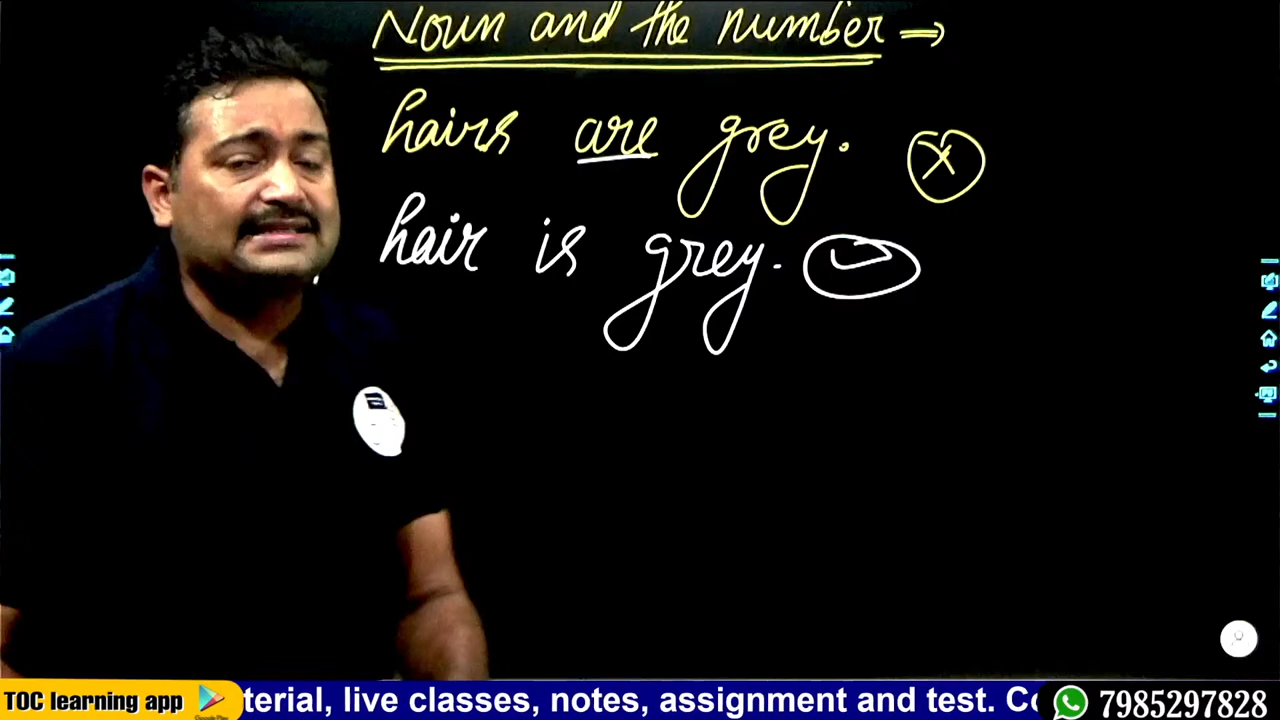 Noun and the number ⇒
hairs are grey. ✗
hair is grey. ✓
TOC learning app
terial, live classes, notes, assignment and test. Co
7985297828